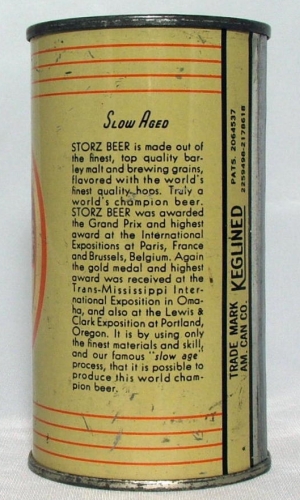 SLOW AGED
STORZ BEER is made out of
the finest, top quality bar-
ley malt and brewing grains,
flavored with the world's
finest quality hops. Truly a
world's champion beer.
STORZ BEER was awarded
the Grand Prix and highest
award at the International
Expositions at Paris, France
and Brussels, Belgium. Again
the gold medal and highest
award was received at the
Trans-Mississippi Inter-
national Exposition in Oma-
ha, and also at the Lewis &
Clark Exposition at Portland,
Oregon. It is by using only
the finest materials and skill,
and our famous "slow age"
process, that it is possible to
produce this world cham-
pion beer.
TRADE MARK KEGLINED PATS. 2064537
AM. CAN CO. 2259498-2178618